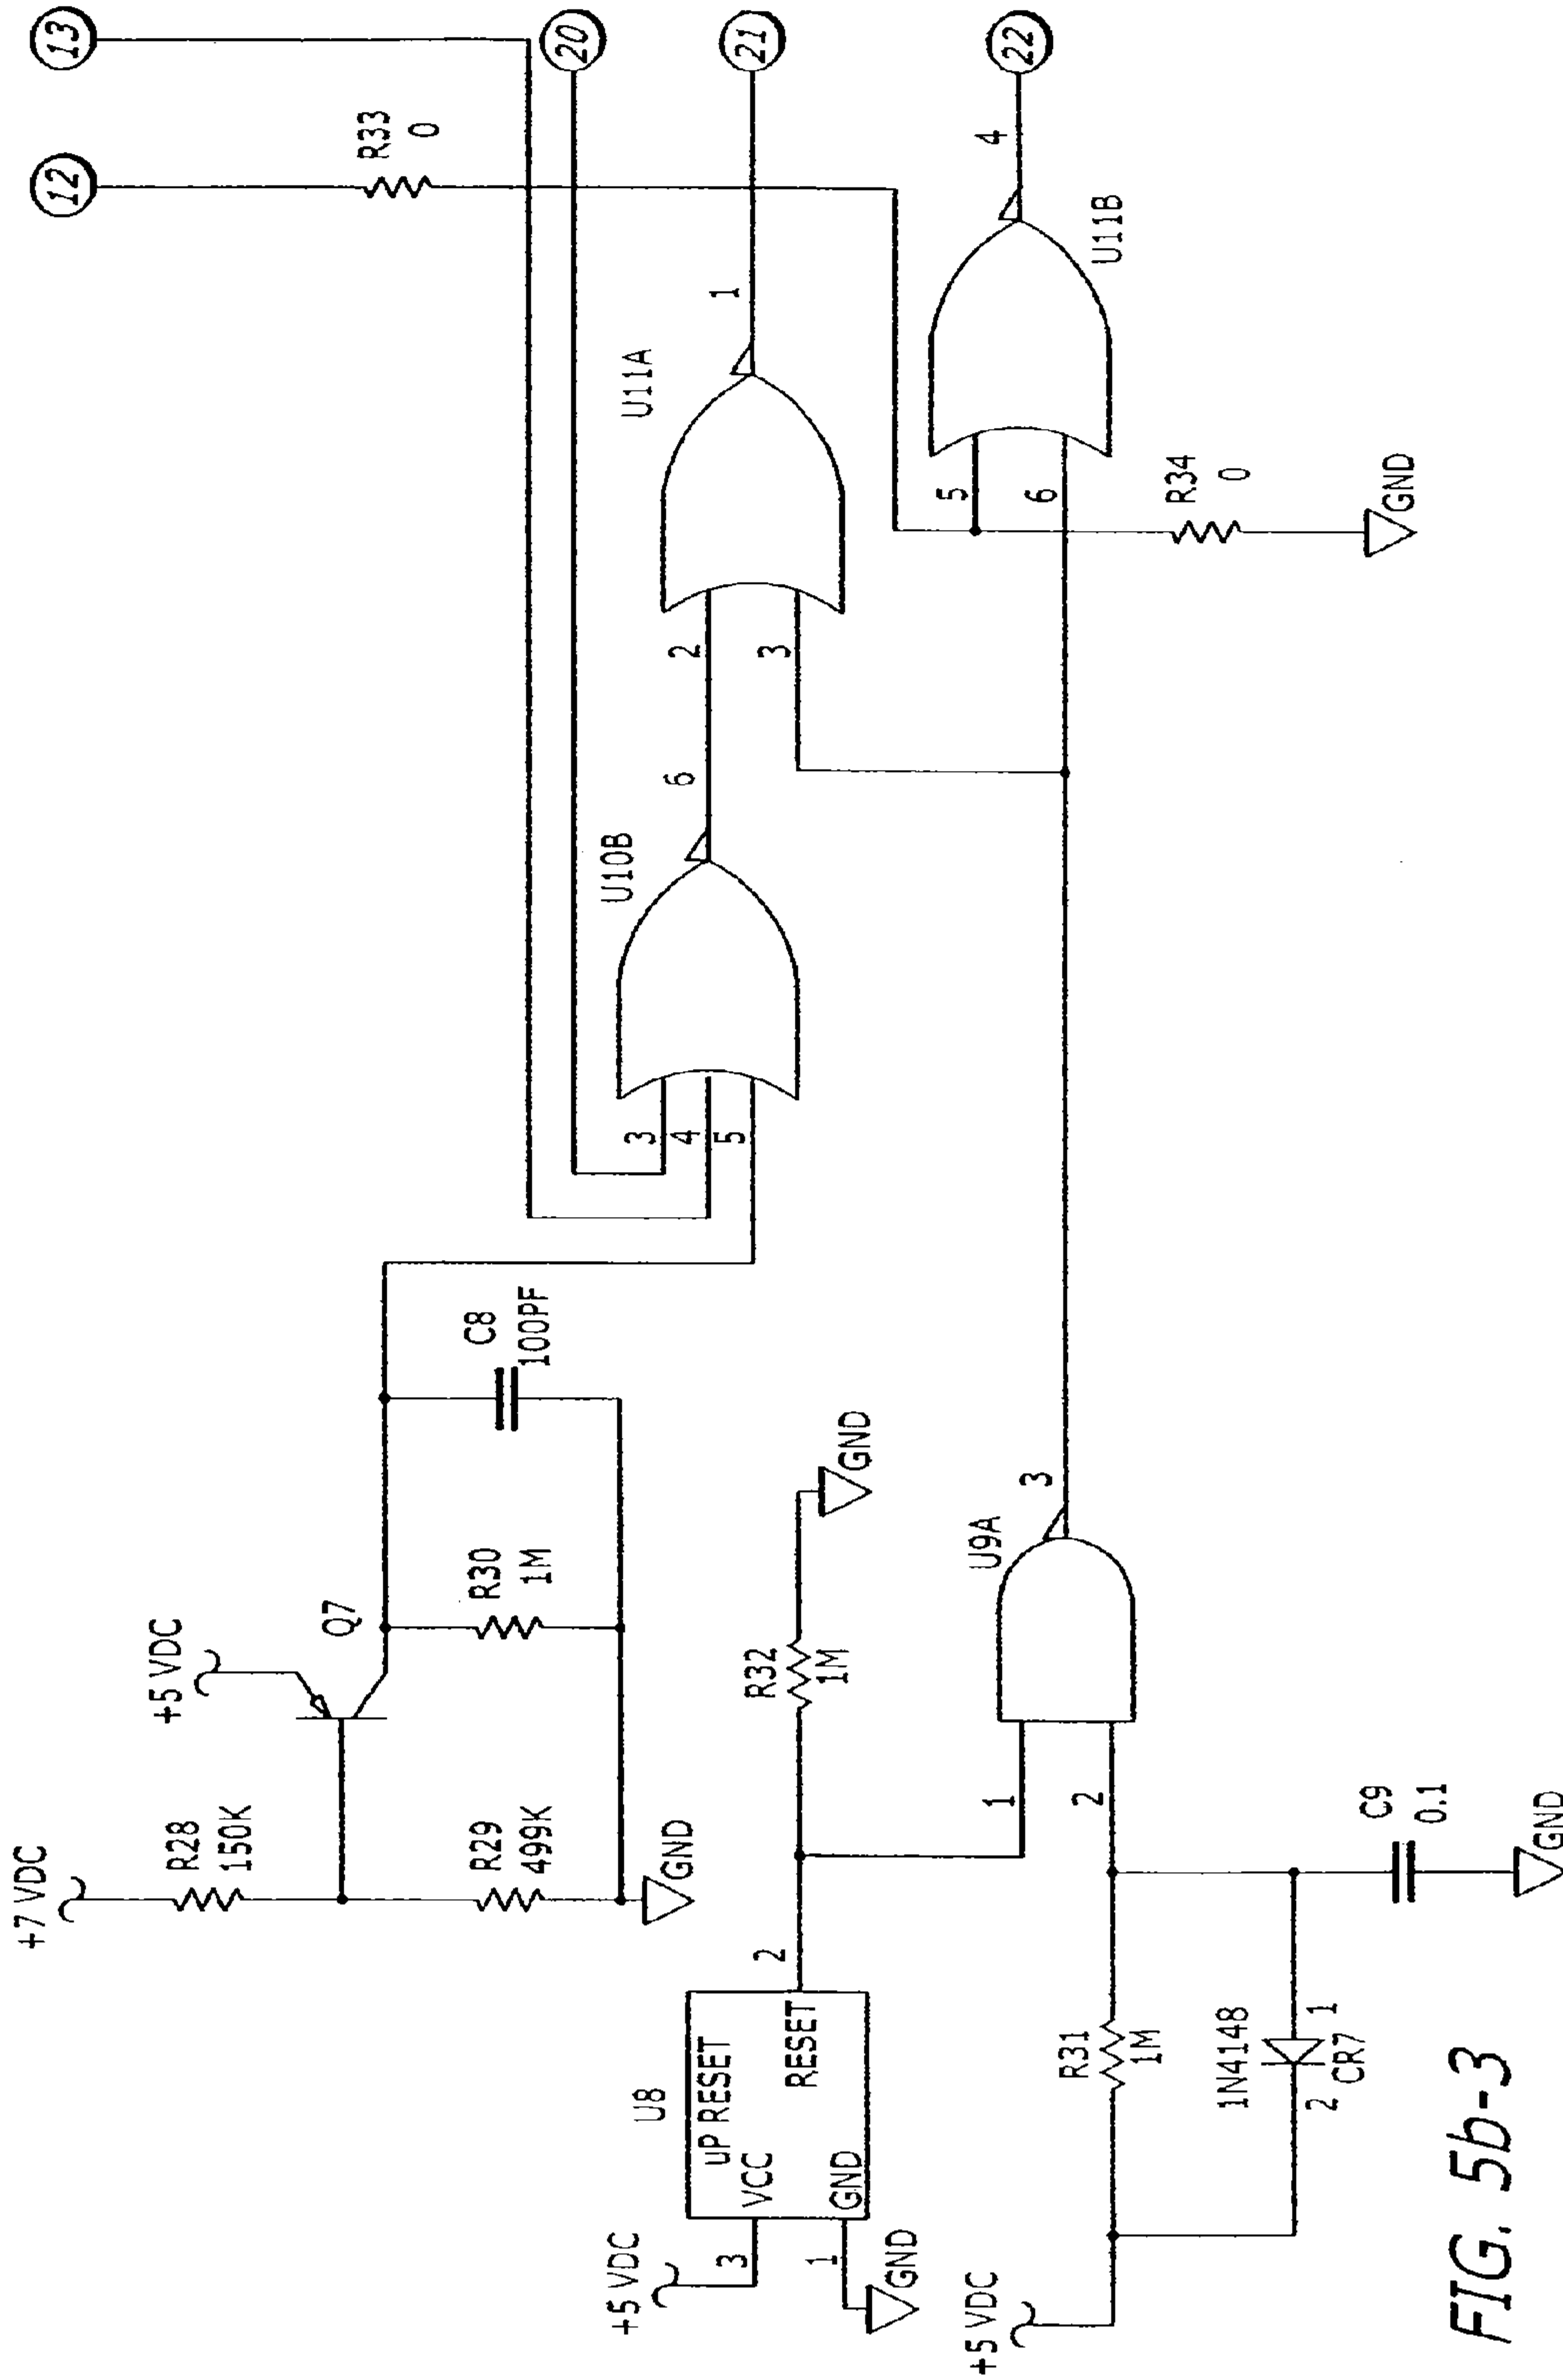 +7 VDC
R28
150K
R29
499K
GND
+5 VDC
Q7
R30
1M
C8
100PF
13
12
R33
0
20
21
22
U10B
3
4
5
6
U11A
2
3
1
U11B
5
6
4
R34
0
GND
+5 VDC
U8
uP RESET
VCC
RESET
GND
3
1
2
GND
R32
1M
GND
U9A
1
2
3
+5 VDC
R31
1M
1N4148
2
1
CR7
C9
0.1
GND
FIG. 5b-3